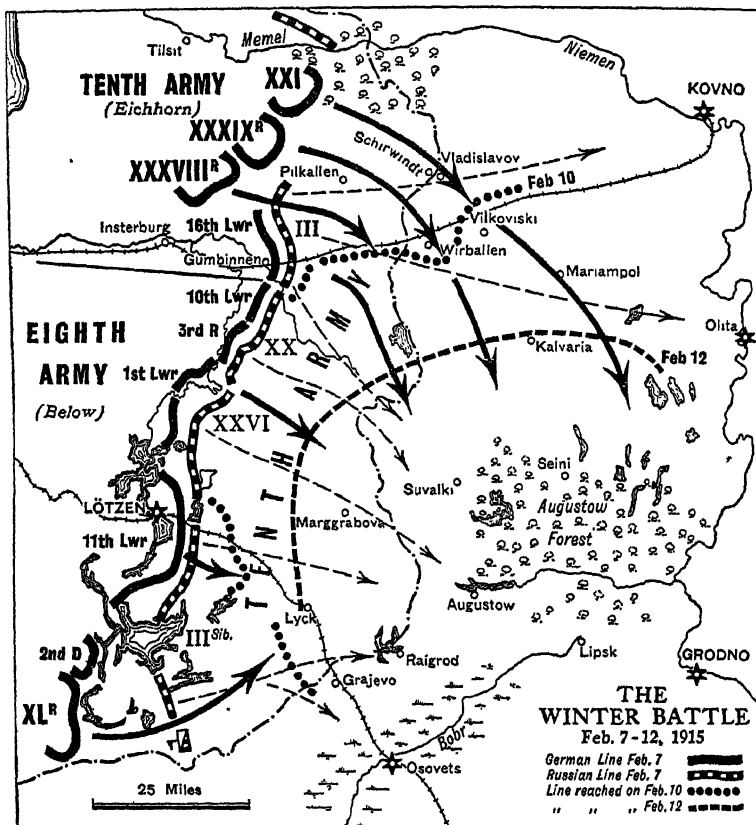 Tilsit
Memel
Niemen
TENTH ARMY
(Eichhorn)
XXI
KOVNO
XXXIX R
XXXVIII R
Schirwindt
Vladislavov
Pilkallen
Feb 10
16th Lwr
III
Vilkoviski
Insterburg
Gumbinnen
Wirballen
Mariampol
10th Lwr
3rd R
EIGHTH
ARMY
(Below)
1st Lwr
XX
Olita
Kalvaria
Feb 12
TENTH ARMY
XXVI
Seini
Suvalki
Augustow
Forest
LÖTZEN
Marggrabova
11th Lwr
Augustow
Lyck
III Sib.
2nd D
Raigrod
Lipsk
GRODNO
XL R
Grajevo
Bobr
Osovets
25 Miles
THE
WINTER BATTLE
Feb. 7-12, 1915
German Line Feb. 7
Russian Line Feb. 7
Line reached on Feb. 10
" " " Feb. 12